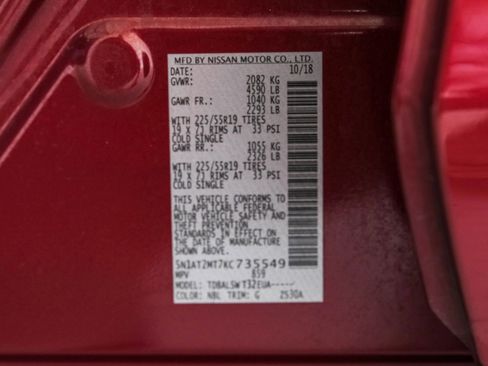 MFD BY NISSAN MOTOR CO., LTD.
DATE: 10/18
GVWR: 2082 KG
4590 LB
GAWR FR.: 1040 KG
2293 LB
WITH 225/55R19 TIRES
19 X 7J RIMS AT 33 PSI
COLD SINGLE
GAWR RR.: 1055 KG
2326 LB
WITH 225/55R19 TIRES
19 X 7J RIMS AT 33 PSI
COLD SINGLE
THIS VEHICLE CONFORMS TO
ALL APPLICABLE FEDERAL
MOTOR VEHICLE SAFETY AND
THEFT PREVENTION
STANDARDS IN EFFECT ON
THE DATE OF MANUFACTURE
SHOWN ABOVE.
5N1AT2MT7KC735549
MPV 859
MODEL: TDBALSW T32EUA-----
COLOR: NBL TRIM: G 2530A